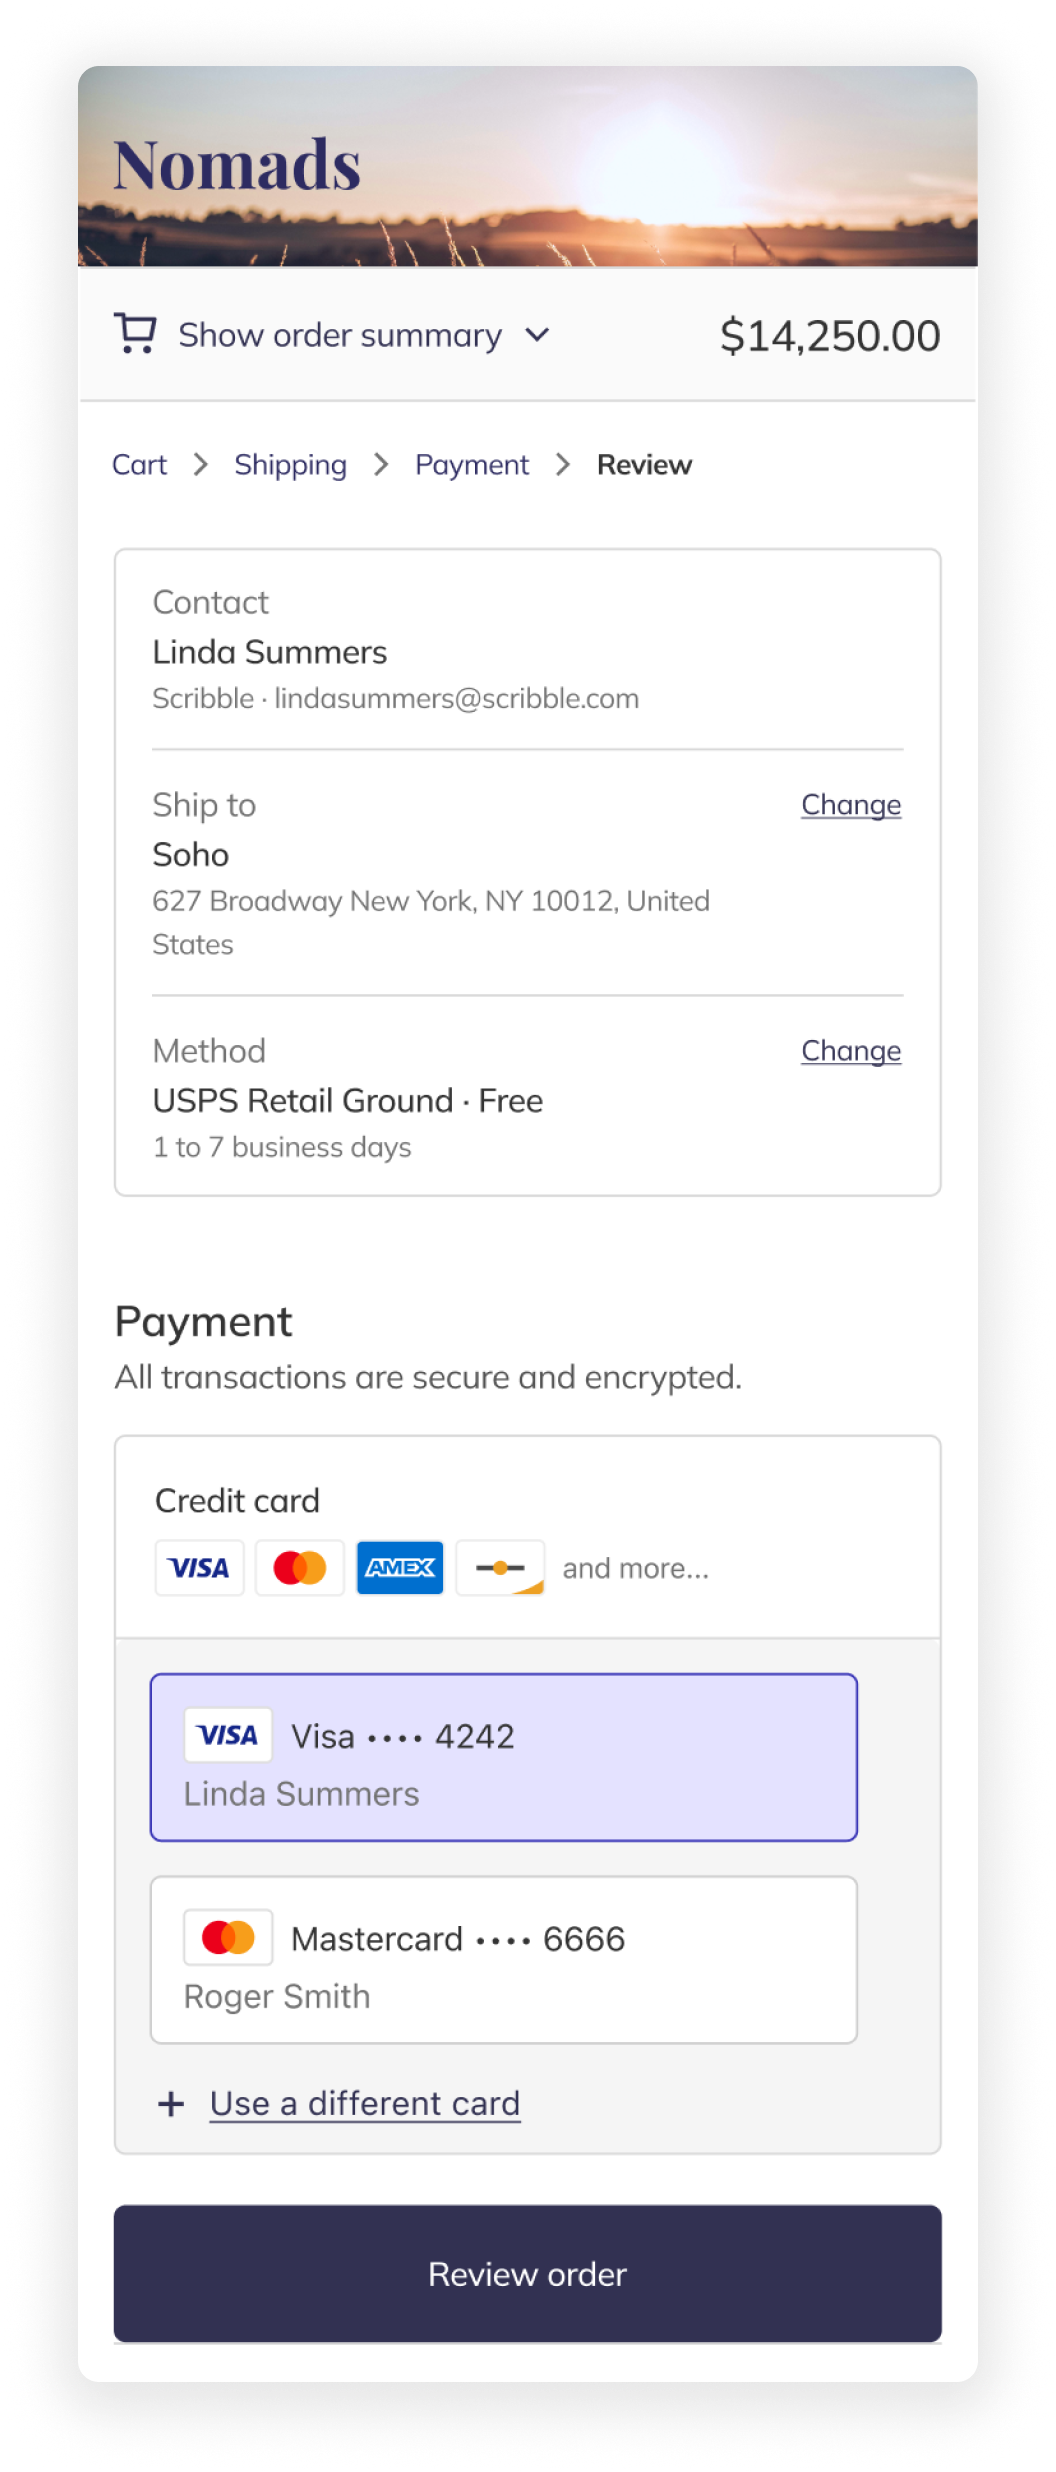 Nomads
Show order summary
$14,250.00
Cart > Shipping > Payment > Review
Contact
Linda Summers
Scribble · lindasummers@scribble.com
Ship to
Change
Soho
627 Broadway New York, NY 10012, United
States
Method
Change
USPS Retail Ground · Free
1 to 7 business days
Payment
All transactions are secure and encrypted.
Credit card
VISA
AMEX
and more...
VISA Visa •••• 4242
Linda Summers
Mastercard •••• 6666
Roger Smith
+ Use a different card
Review order